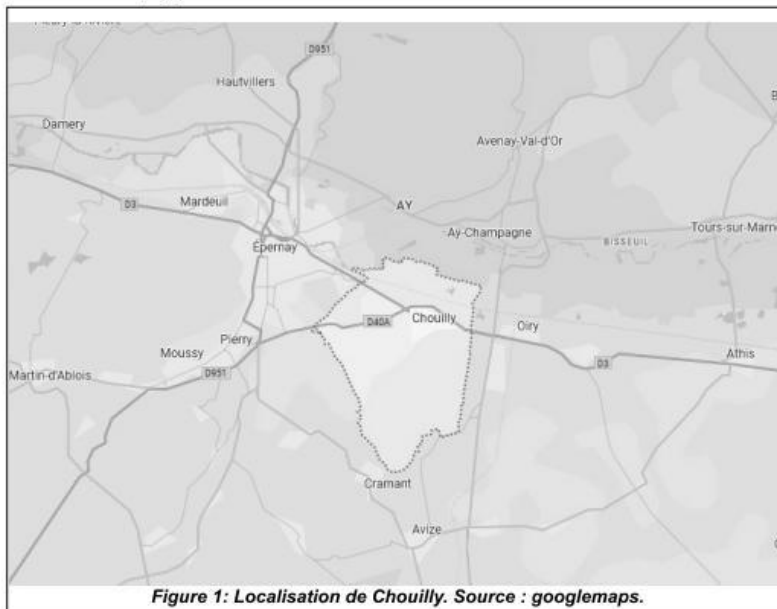 D951
Hautvillers
Damery
Avenay-Val-d'Or
D3
Mardeuil
AY
Ay-Champagne
Tours-sur-Marne
BISSEUIL
Épernay
Chouilly
D40A
Oiry
Pierry
Moussy
Athis
D3
Martin-d'Ablois
D951
Cramant
Avize
Figure 1: Localisation de Chouilly. Source : googlemaps.